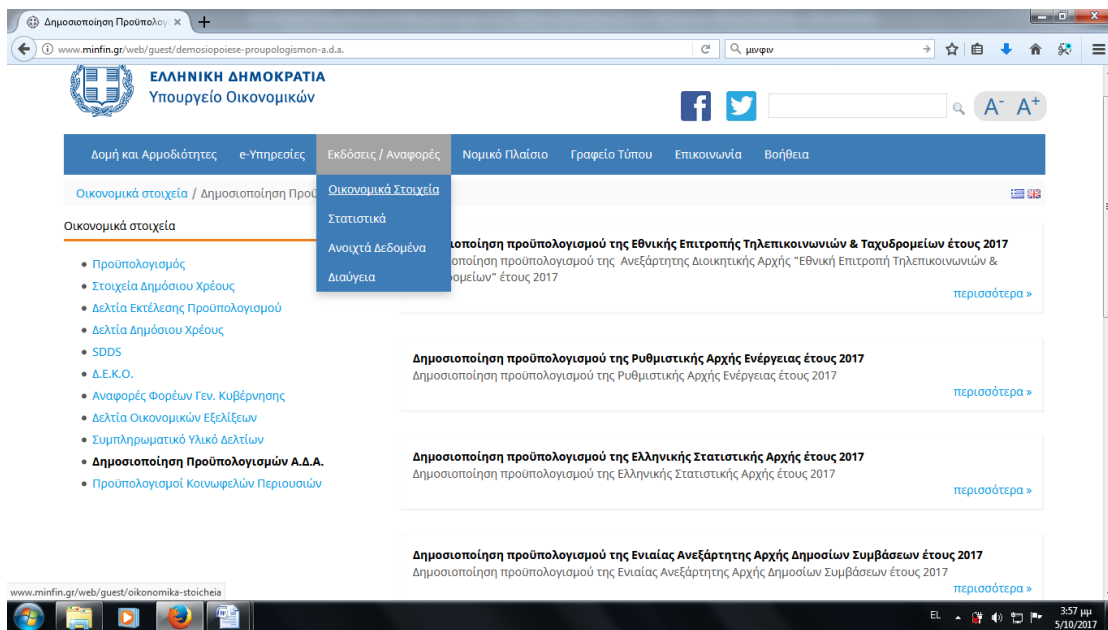 Δημοσιοποίηση Προϋπολογι
www.minfin.gr/web/guest/demosiopoiese-proupologismon-a.d.a.
μινφιν
ΕΛΛΗΝΙΚΗ ΔΗΜΟΚΡΑΤΙΑ
Υπουργείο Οικονομικών
A- A+
Δομή και Αρμοδιότητες e-Υπηρεσίες Εκδόσεις / Αναφορές Νομικό Πλαίσιο Γραφείο Τύπου Επικοινωνία Βοήθεια
Οικονομικά στοιχεία / Δημοσιοποίηση Προϋ
Οικονομικά Στοιχεία
Στατιστικά
Ανοιχτά Δεδομένα
Διαύγεια
Οικονομικά στοιχεία
Προϋπολογισμός
Στοιχεία Δημόσιου Χρέους
Δελτία Εκτέλεσης Προϋπολογισμού
Δελτία Δημόσιου Χρέους
SDDS
Δ.Ε.Κ.Ο.
Αναφορές Φορέων Γεν. Κυβέρνησης
Δελτία Οικονομικών Εξελίξεων
Συμπληρωματικό Υλικό Δελτίων
Δημοσιοποίηση Προϋπολογισμών Α.Δ.Α.
Προϋπολογισμοί Κοινωφελών Περιουσιών
ιοποίηση προϋπολογισμού της Εθνικής Επιτροπής Τηλεπικοινωνιών & Ταχυδρομείων έτους 2017
οποίηση προϋπολογισμού της Ανεξάρτητης Διοικητικής Αρχής "Εθνική Επιτροπή Τηλεπικοινωνιών &
ρομείων" έτους 2017
περισσότερα »
Δημοσιοποίηση προϋπολογισμού της Ρυθμιστικής Αρχής Ενέργειας έτους 2017
Δημοσιοποίηση προϋπολογισμού της Ρυθμιστικής Αρχής Ενέργειας έτους 2017
περισσότερα »
Δημοσιοποίηση προϋπολογισμού της Ελληνικής Στατιστικής Αρχής έτους 2017
Δημοσιοποίηση προϋπολογισμού της Ελληνικής Στατιστικής Αρχής έτους 2017
περισσότερα »
Δημοσιοποίηση προϋπολογισμού της Ενιαίας Ανεξάρτητης Αρχής Δημοσίων Συμβάσεων έτους 2017
Δημοσιοποίηση προϋπολογισμού της Ενιαίας Ανεξάρτητης Αρχής Δημοσίων Συμβάσεων έτους 2017
περισσότερα »
www.minfin.gr/web/guest/oikonomika-stoicheia
EL
3:57 μμ
5/10/2017